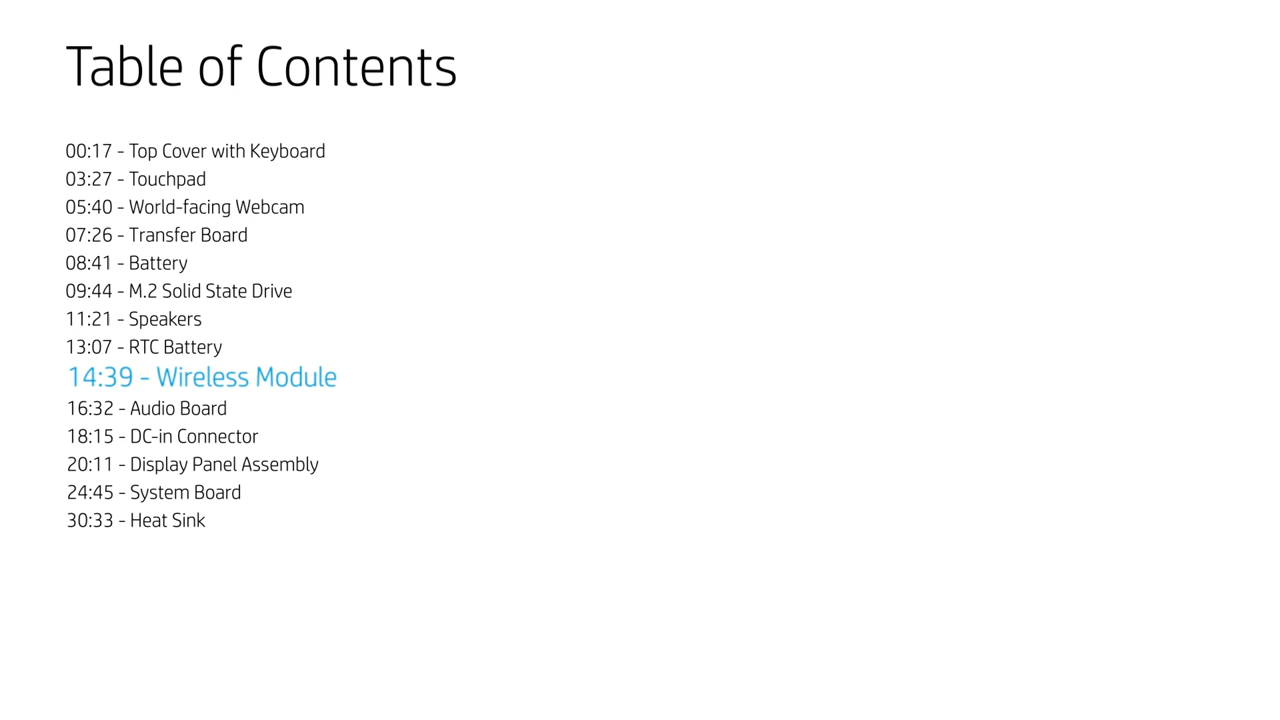 Table of Contents
00:17 - Top Cover with Keyboard
03:27 - Touchpad
05:40 - World-facing Webcam
07:26 - Transfer Board
08:41 - Battery
09:44 - M.2 Solid State Drive
11:21 - Speakers
13:07 - RTC Battery
14:39 - Wireless Module
16:32 - Audio Board
18:15 - DC-in Connector
20:11 - Display Panel Assembly
24:45 - System Board
30:33 - Heat Sink